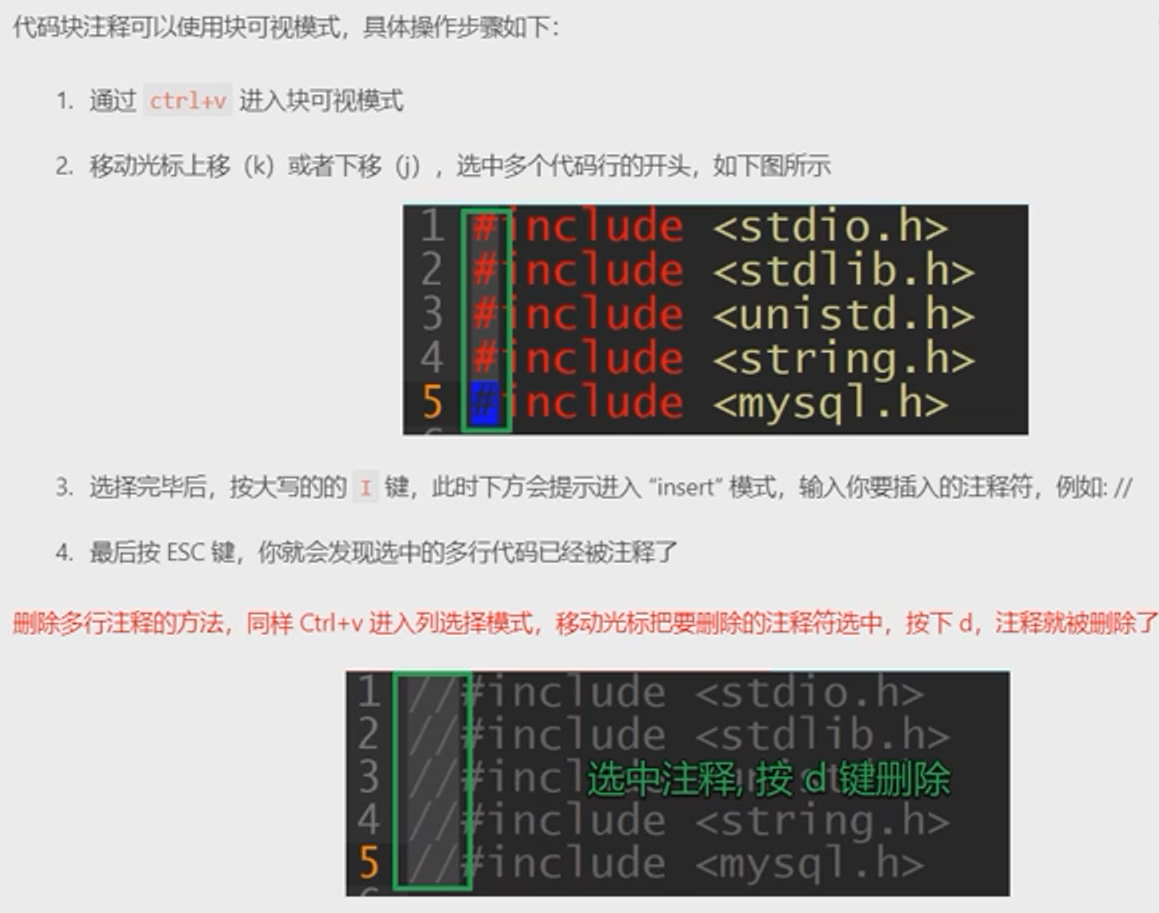 代码块注释可以使用块可视模式，具体操作步骤如下：
1. 通过 ctrl+v 进入块可视模式
2. 移动光标上移（k）或者下移（j），选中多个代码行的开头，如下图所示
1 #include <stdio.h>
2 #include <stdlib.h>
3 #include <unistd.h>
4 #include <string.h>
5 #include <mysql.h>
3. 选择完毕后，按大写的的 I 键，此时下方会提示进入 “insert” 模式，输入你要插入的注释符，例如: //
4. 最后按 ESC 键，你就会发现选中的多行代码已经被注释了
删除多行注释的方法，同样 Ctrl+v 进入列选择模式，移动光标把要删除的注释符选中，按下 d，注释就被删除了
1 //#include <stdio.h>
2 //#include <stdlib.h>
3 //#incl
选中注释, 按 d 键删除
4 //#include <string.h>
5 //#include <mysql.h>